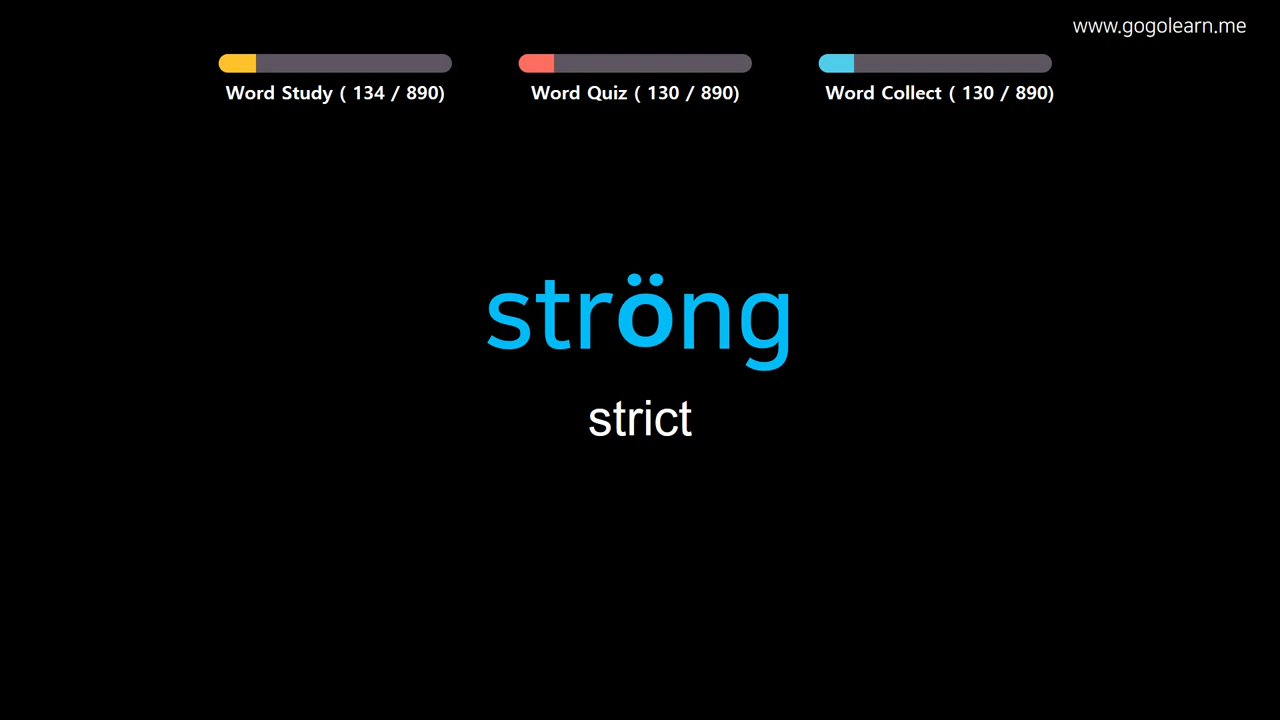 www.gogolearn.me
Word Study ( 134 / 890)
Word Quiz ( 130 / 890)
Word Collect ( 130 / 890)
ströng
strict